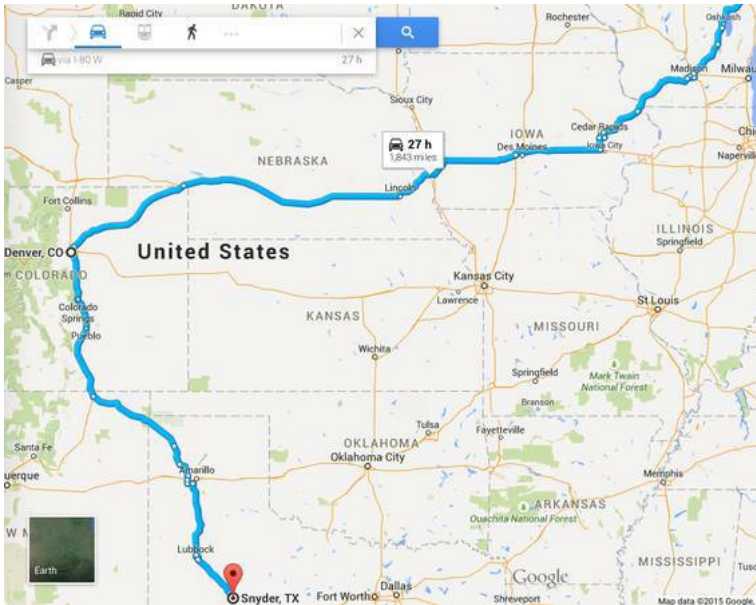 DAKOTA
Rapid City
Rochester
Oshkosh
...
via I-80 W
27 h
Casper
Madison
Milwau
Sioux City
IOWA
Cedar Rapids
27 h
1,843 miles
Des Moines
Iowa City
Chi
Naperville
NEBRASKA
Lincoln
Fort Collins
ILLINOIS
Springfield
Denver, CO
United States
COLORADO
Kansas City
Lawrence
St Louis
Colorado
Springs
Pueblo
KANSAS
MISSOURI
Wichita
Springfield
Mark Twain
National Forest
Branson
Tulsa
Fayetteville
Santa Fe
OKLAHOMA
Oklahoma City
uerque
Amarillo
Memphis
ARKANSAS
Ouachita National Forest
NEW M
Lubbock
MISSISSIPPI
Earth
Google
Tusc
Snyder, TX
Fort Worth
Dallas
Shreveport
Map data ©2015 Google,